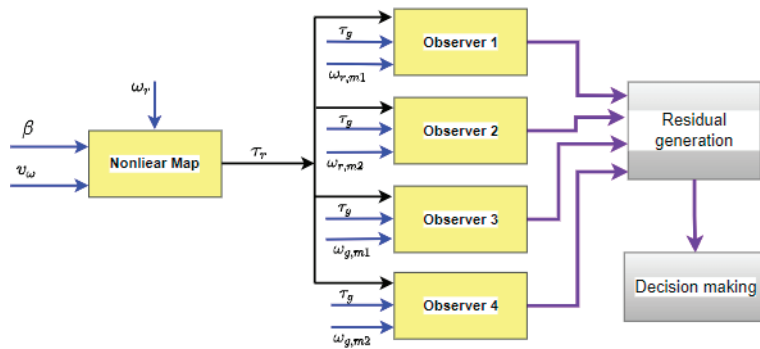 β
υ_ω
ω_r
Nonliear Map
τ_r
τ_g
ω_{r,m1}
Observer 1
τ_g
ω_{r,m2}
Observer 2
τ_g
ω_{g,m1}
Observer 3
τ_g
ω_{g,m2}
Observer 4
Residual
generation
Decision making